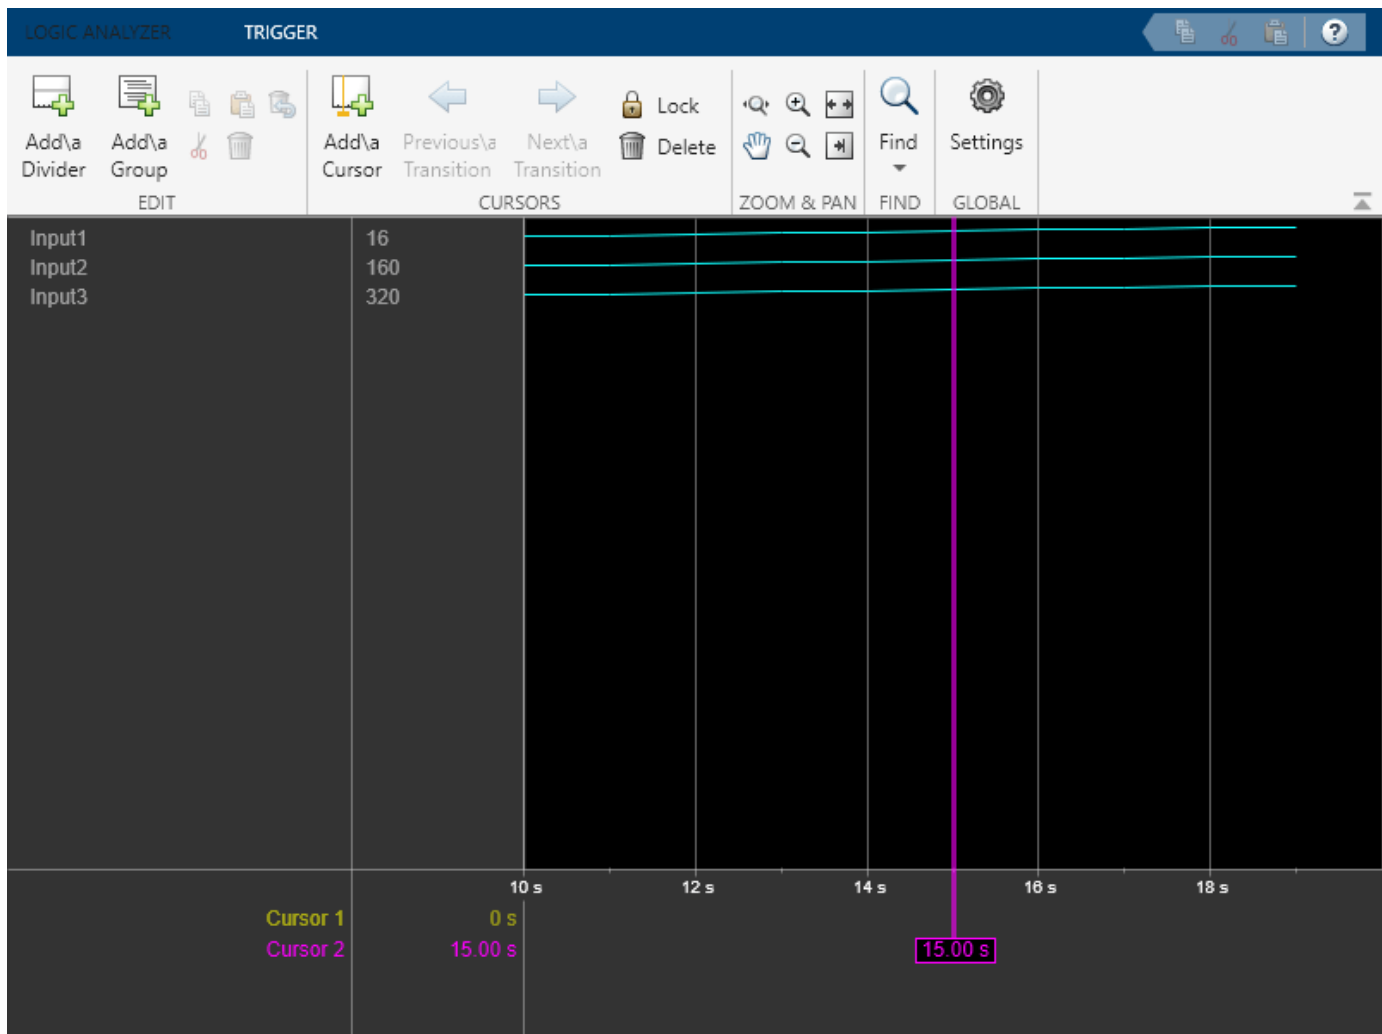 LOGIC ANALYZER TRIGGER
?
Add\a Divider
Add\a Group
EDIT
Add\a Cursor
Previous\a Transition
Next\a Transition
Lock
Delete
CURSORS
ZOOM & PAN
Find
FIND
Settings
GLOBAL
Input1 16
Input2 160
Input3 320
10 s 12 s 14 s 16 s 18 s
Cursor 1 0 s
Cursor 2 15.00 s 15.00 s